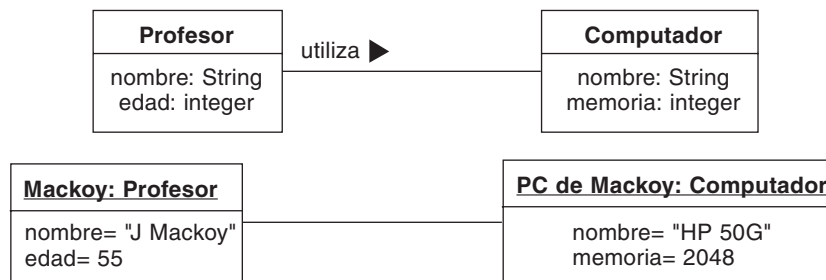 Profesor
nombre: String
edad: integer
utiliza
Computador
nombre: String
memoria: integer
Mackoy: Profesor
nombre= "J Mackoy"
edad= 55
PC de Mackoy: Computador
nombre= "HP 50G"
memoria= 2048